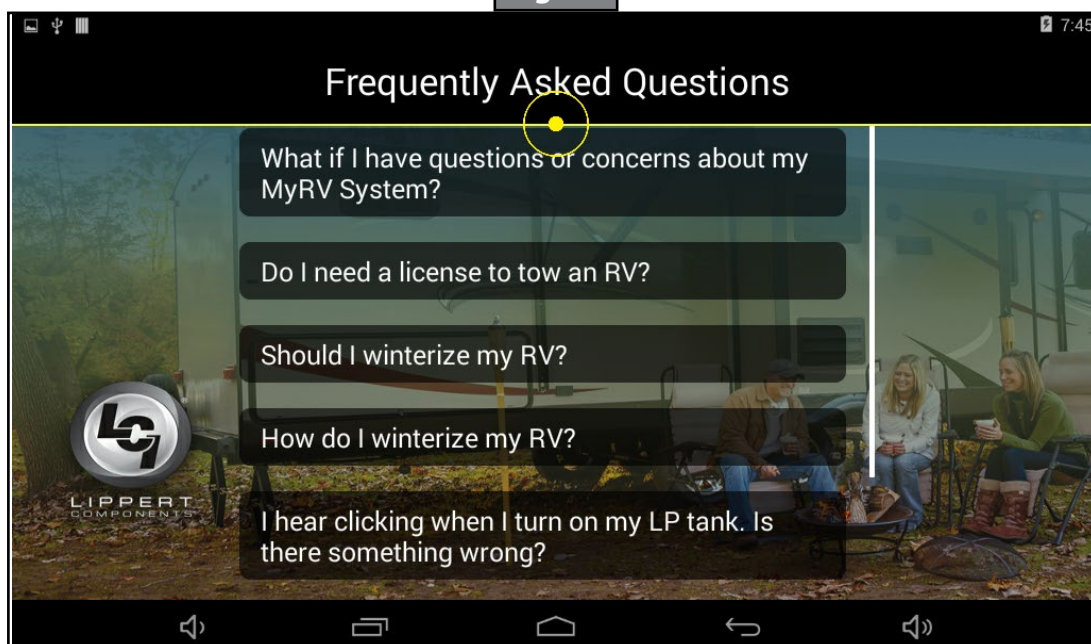 7:45
Frequently Asked Questions
What if I have questions or concerns about my
MyRV System?
Do I need a license to tow an RV?
Should I winterize my RV?
How do I winterize my RV?
LCI
LIPPERT
COMPONENTS
I hear clicking when I turn on my LP tank. Is
there something wrong?